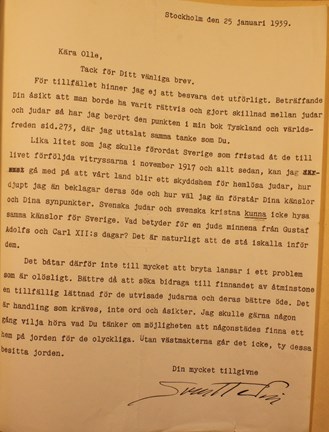 Stockholm den 25 januari 1939.
Kära Olle,
Tack för Ditt vänliga brev.
För tillfället hinner jag ej att besvara det utförligt. Beträffande
Din åsikt att man borde ha varit rättvis och gjort skillnad mellan judar
och judar så har jag berört den punkten i min bok Tyskland och världs-
freden sid.273, där jag uttalat samma tanke som Du.
Lika litet som jag skulle förordat Sverige som fristad åt de till
livet förföljda vitryssarna i november 1917 och allt sedan, kan jag
gå med på att vårt land blir ett skyddshem för hemlösa judar, hur
djupt jag än beklagar deras öde och hur väl jag än förstår Dina känslor
och Dina synpunkter. Svenska judar och svenska kristna kunna icke hysa
samma känslor för Sverige. Vad betyder för en juds minnena från Gustaf
Adolfs och Carl XII:s dagar? Det är naturligt att de stå iskalla inför
dem.
Det båtar därför inte till mycket att bryta lansar i ett problem
som är olösligt. Bättre då att söka bidraga till finnandet av åtminstone
en tillfällig lättnad för de utvisade judarna och deras bättre öde. Det
är handling som kräves, inte ord och åsikter. Jag skulle gärna någon
gång vilja höra vad Du tänker om möjligheten att någonstädes finna ett
hem på jorden för de olyckliga. Utan västmakterna går det icke, ty dessa
besitta jorden.
Din mycket tillgivne